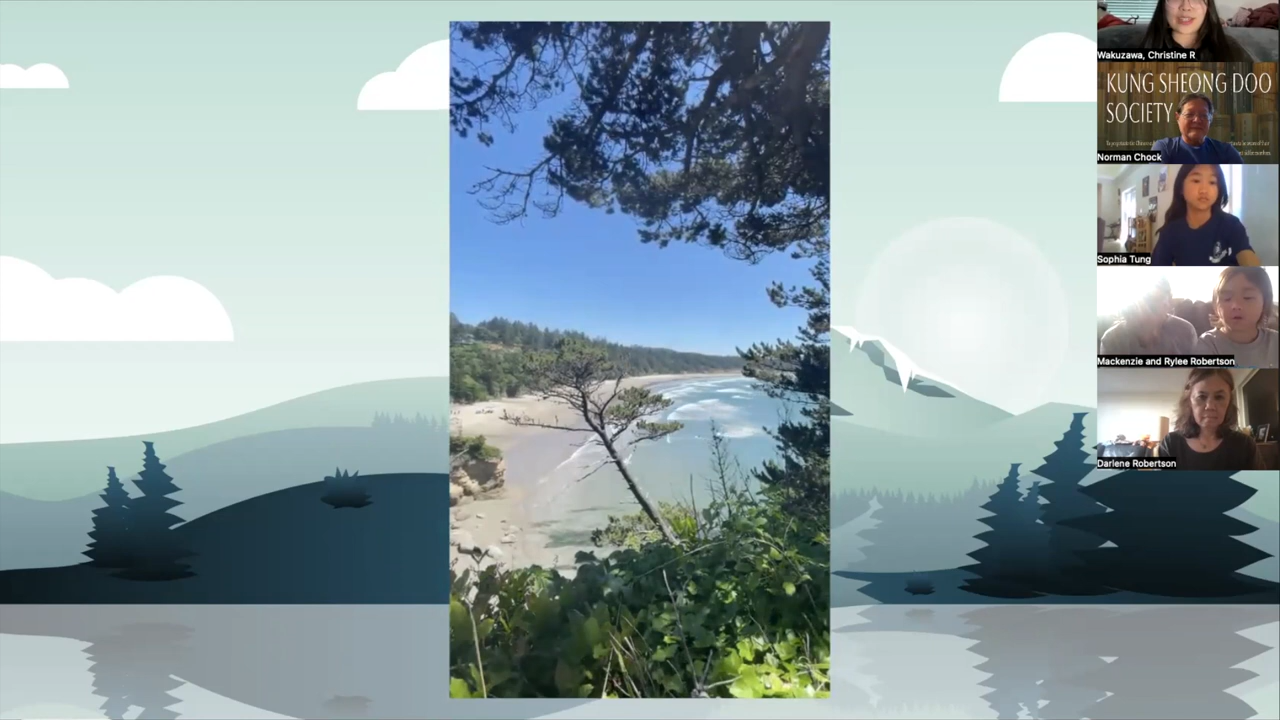 Wakuzawa, Christine R
KUNG SHEONG DOO
SOCIETY
Norman Chock
Sophia Tung
Mackenzie and Rylee Robertson
Darlene Robertson